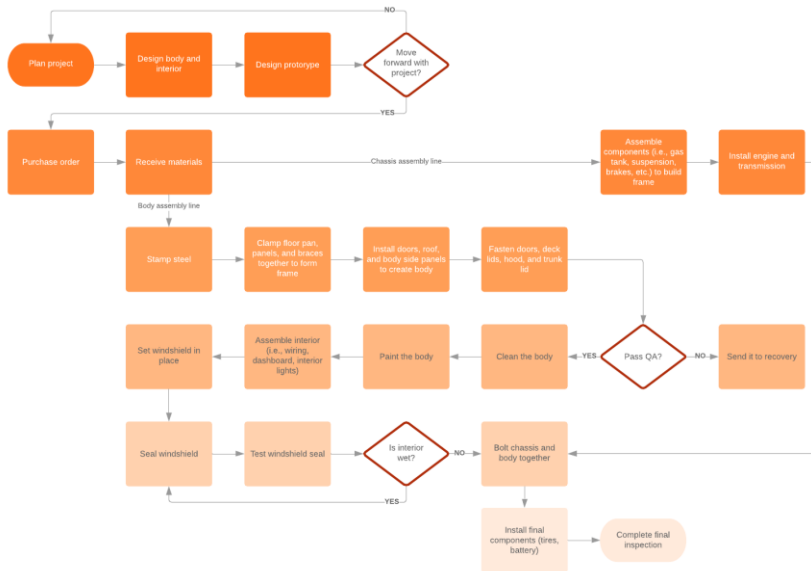 NO
Plan project
Design body and
interior
Design protorype
Move
forward with
project?
YES
Purchase order
Receive materials
Chassis assembly line
Assemble
components (i.e., gas
tank, suspension,
brakes, etc.) to build
frame
Install engine and
transmission
Body assembly line
Stamp steel
Clamp floor pan,
panels, and braces
together to form
frame
Install doors, roof,
and body side panels
to create body
Fasten doors, deck
lids, hood, and trunk
lid
Set windshield in
place
Assemble interior
(i.e., wiring,
dashboard, interior
lights)
Paint the body
Clean the body
YES
Pass QA?
NO
Send it to recovery
Seal windshield
Test windshield seal
Is interior
wet?
NO
Bolt chassis and
body together
YES
Install final
components (tires,
battery)
Complete final
inspection